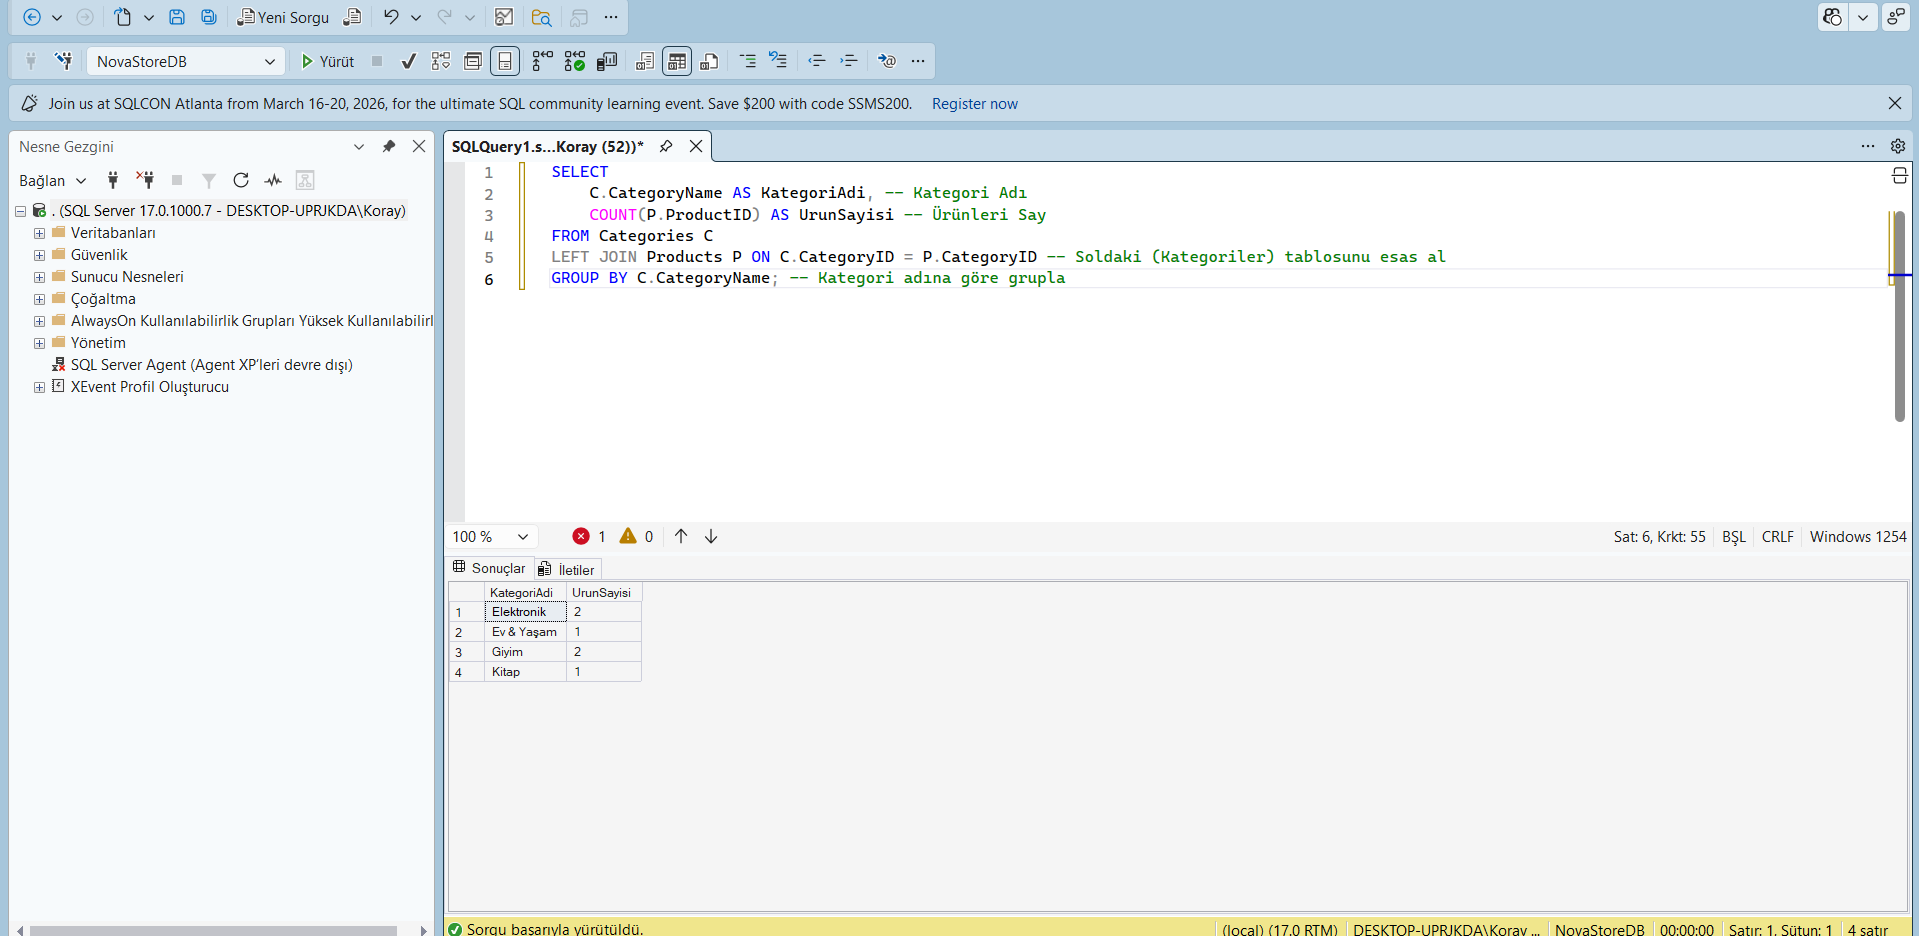 Yeni Sorgu
NovaStoreDB
Yürüt
Join us at SQLCON Atlanta from March 16-20, 2026, for the ultimate SQL community learning event. Save $200 with code SSMS200. Register now
Nesne Gezgini
Bağlan
. (SQL Server 17.0.1000.7 - DESKTOP-UPRJKDA\Koray)
Veritabanları
Güvenlik
Sunucu Nesneleri
Çoğaltma
AlwaysOn Kullanılabilirlik Grupları Yüksek Kullanılabilirl
Yönetim
SQL Server Agent (Agent XP'leri devre dışı)
XEvent Profil Oluşturucu
SQLQuery1.s...Koray (52))*
1 SELECT
2 C.CategoryName AS KategoriAdi, -- Kategori Adı
3 COUNT(P.ProductID) AS UrunSayisi -- Ürünleri Say
4 FROM Categories C
5 LEFT JOIN Products P ON C.CategoryID = P.CategoryID -- Soldaki (Kategoriler) tablosunu esas al
6 GROUP BY C.CategoryName; -- Kategori adına göre grupla
100 % 1 0 Sat: 6, Krkt: 55 BŞL CRLF Windows 1254
Sonuçlar İletiler
KategoriAdi UrunSayisi
1 Elektronik 2
2 Ev & Yaşam 1
3 Giyim 2
4 Kitap 1
Sorgu başarıyla yürütüldü. (local) (17.0 RTM) DESKTOP-UPRJKDA\Koray ... NovaStoreDB 00:00:00 Satır: 1, Sütun: 1 4 satır